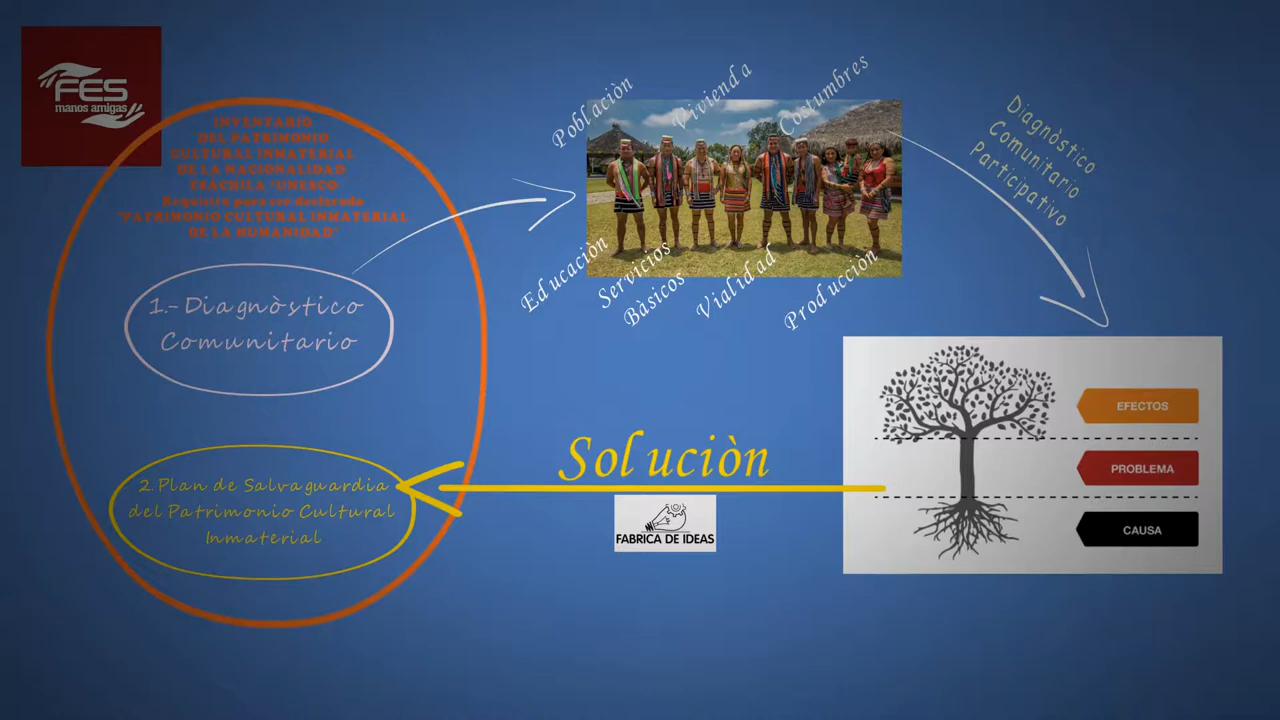 FES
manos amigas
INVENTARIO
DEL PATRIMONIO
CULTURAL INMATERIAL
DE LA NACIONALIDAD
TSÁCHILA "UNESCO
Requisito para ser declarado
"PATRIMONIO CULTURAL INMATERIAL
DE LA HUMANIDAD"
1.-Diagnòstico
Comunitario
2.Plan de Salvaguardia
del Patrimonio Cultural
Inmaterial
Poblaciòn
Vivienda
Costumbres
Educaciòn
Servicios
Bàsicos
Vialidad
Producciòn
Diagnòstico
Comunitario
Participativo
EFECTOS
PROBLEMA
CAUSA
Soluciòn
FABRICA DE IDEAS